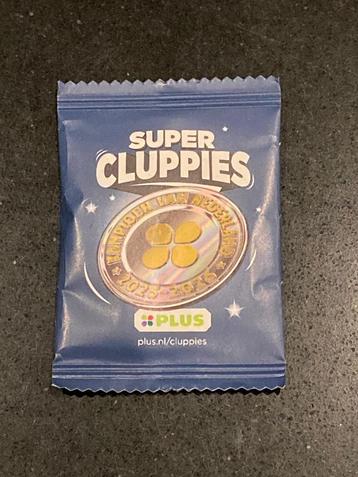 SUPER
CLUPPIES
KAMPIOEN VAN NEDERLAND
2025-2026
PLUS
plus.nl/cluppies